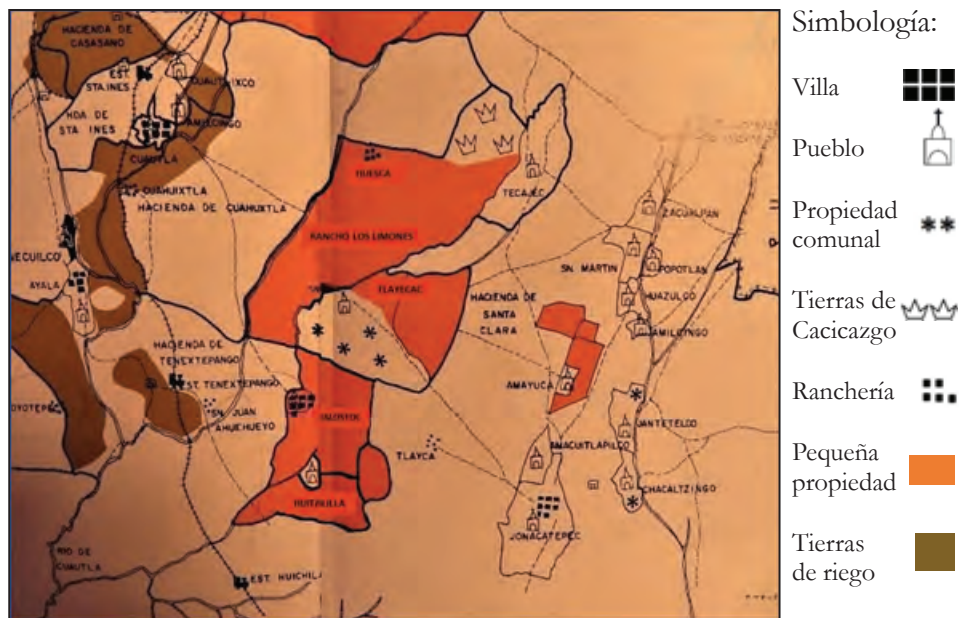 HACIENDA DE
CASASANO
EST.
STA.INES
CUAUTLIXCO
HDA DE
STA INES
AMILCINGO
CUAUTLA
CUAHUIXTLA
HACIENDA DE CUAHUIXTLA
HUESCA
TECAJEC
RANCHO LOS LIMONES
ZACUALPAN
NECUILCO
AYALA
SN. MARTIN
POPOTLAN
HUAZULCO
AMILCINGO
TLAYECAC
HACIENDA DE
SANTA
CLARA
HACIENDA DE
TENEXTEPANGO
EST. TENEXTEPANGO
OYOTEPEC
SN. JUAN
AHUEHUEYO
JALOSTOC
AMAYUCA
JANTETELCO
TLAYCA
AMACUITLAPILCO
CHACALTZINGO
HUITZILILLA
JONACATEPEC
RIO DE
CUAUTLA
EST. HUICHILA
Simbología:
Villa
Pueblo
Propiedad
comunal
Tierras de
Cacicazgo
Ranchería
Pequeña
propiedad
Tierras
de riego